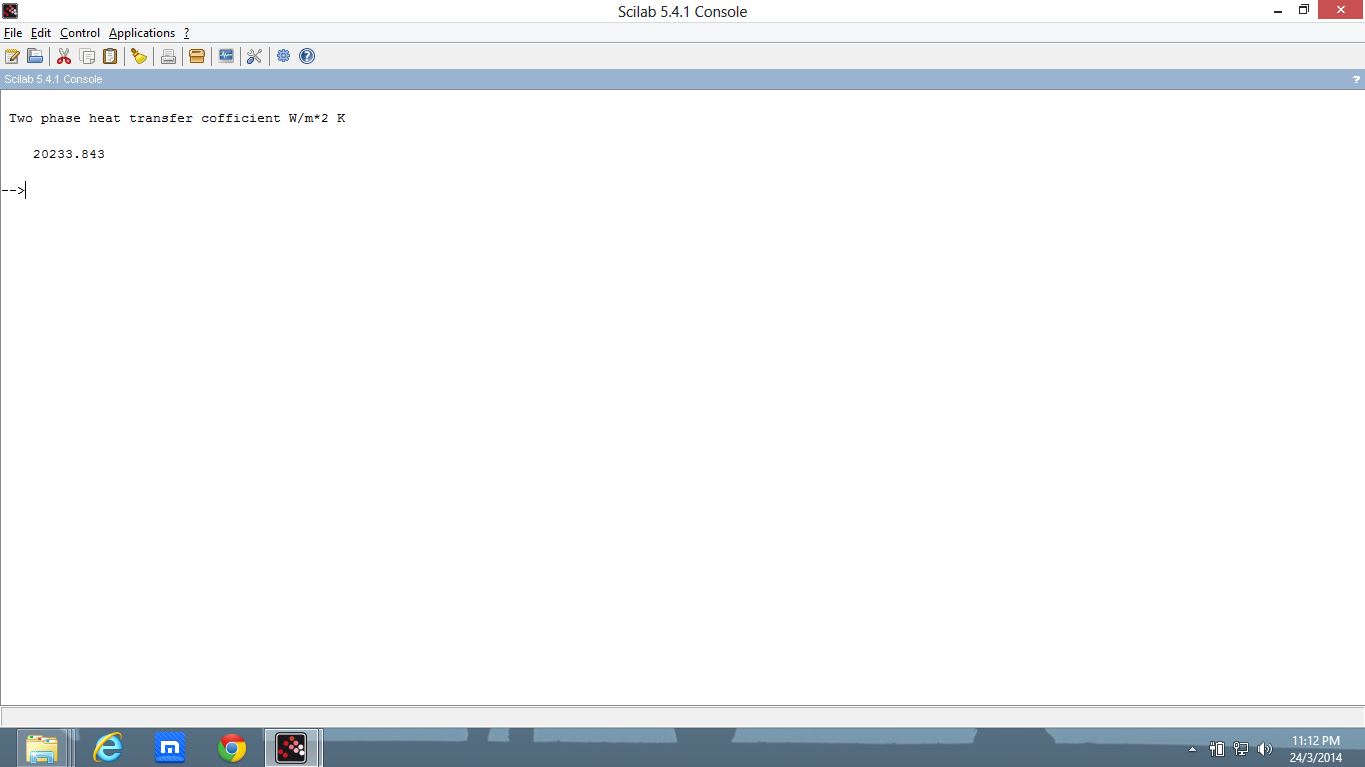 Scilab 5.4.1 Console
File Edit Control Applications ?
Scilab 5.4.1 Console ?
Two phase heat transfer cofficient W/m*2 K
20233.843
-->
11:12 PM
24/3/2014